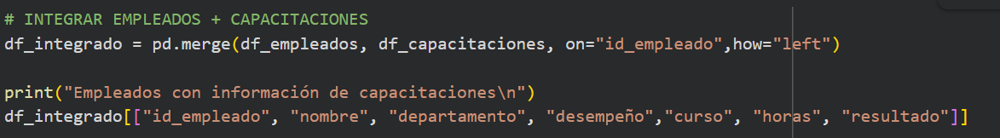 # INTEGRAR EMPLEADOS + CAPACITACIONES
df_integrado = pd.merge(df_empleados, df_capacitaciones, on="id_empleado",how="left")
print("Empleados con información de capacitaciones\n")
df_integrado[["id_empleado", "nombre", "departamento", "desempeño","curso", "horas", "resultado"]]